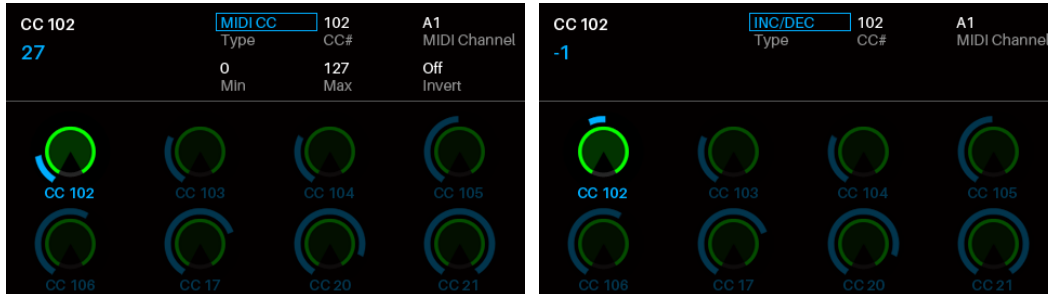 CC 102 MIDI CC 102 A1
27 Type CC# MIDI Channel
0 127 Off
Min Max Invert
CC 102 CC 103 CC 104 CC 105
CC 106 CC 17 CC 20 CC 21
CC 102 INC/DEC 102 A1
-1 Type CC# MIDI Channel
CC 102 CC 103 CC 104 CC 105
CC 106 CC 17 CC 20 CC 21